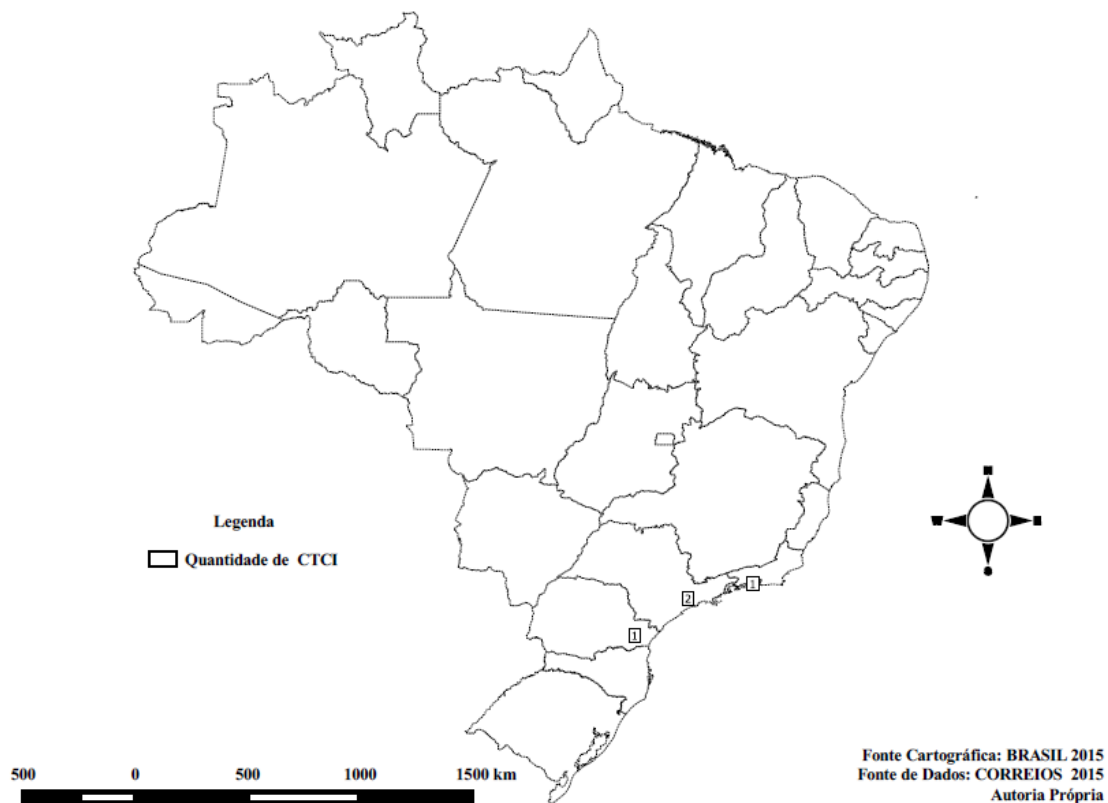 1
2
1
Legenda
Quantidade de CTCI
500 0 500 1000 1500 km
Fonte Cartográfica: BRASIL 2015
Fonte de Dados: CORREIOS 2015
Autoria Própria